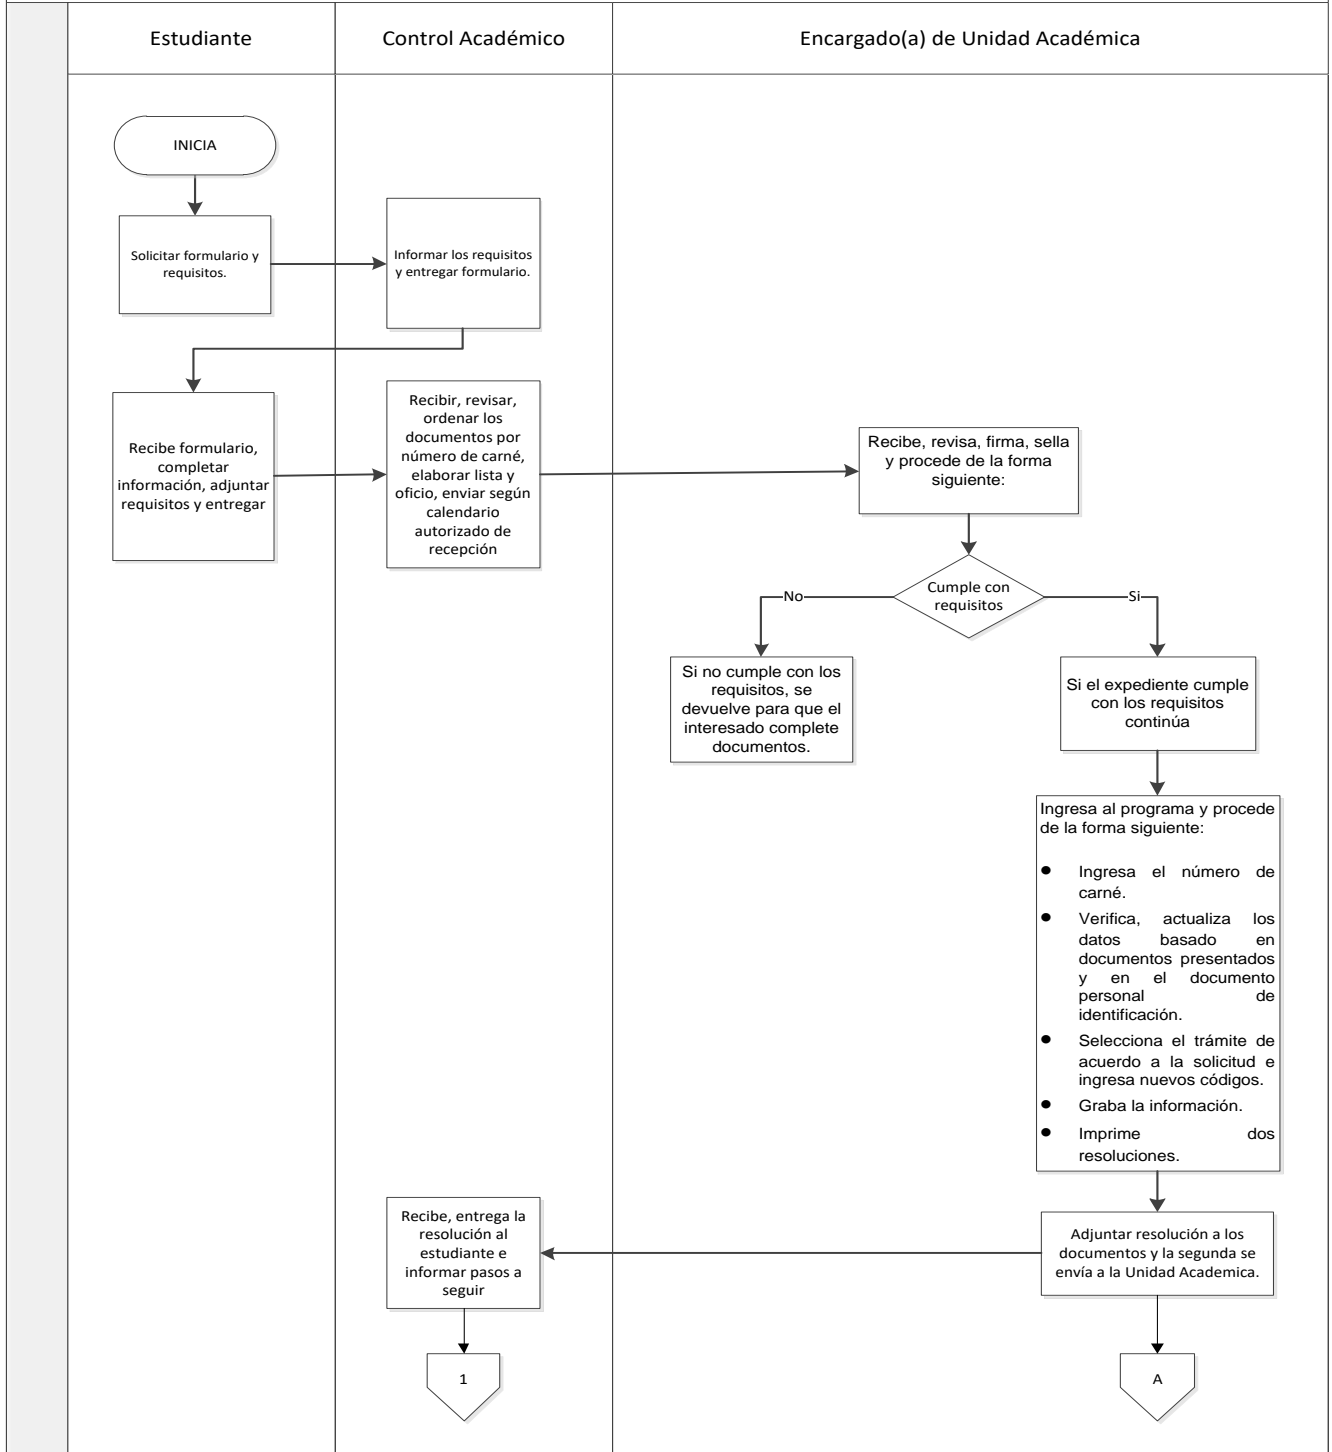 Estudiante
Control Académico
Encargado(a) de Unidad Académica
INICIA
Solicitar formulario y
requisitos.
Informar los requisitos
y entregar formulario.
Recibe formulario,
completar
información, adjuntar
requisitos y entregar
Recibir, revisar,
ordenar los
documentos por
número de carné,
elaborar lista y
oficio, enviar según
calendario
autorizado de
recepción
Recibe, revisa, firma, sella
y procede de la forma
siguiente:
Cumple con
requisitos
No
Si
Si no cumple con los
requisitos, se
devuelve para que el
interesado complete
documentos.
Si el expediente cumple
con los requisitos
continúa
Ingresa al programa y procede
de la forma siguiente:
● Ingresa el número de
carné.
● Verifica, actualiza los
datos basado en
documentos presentados
y en el documento
personal de
identificación.
● Selecciona el trámite de
acuerdo a la solicitud e
ingresa nuevos códigos.
● Graba la información.
● Imprime dos
resoluciones.
Recibe, entrega la
resolución al
estudiante e
informar pasos a
seguir
Adjuntar resolución a los
documentos y la segunda se
envía a la Unidad Academica.
1
A